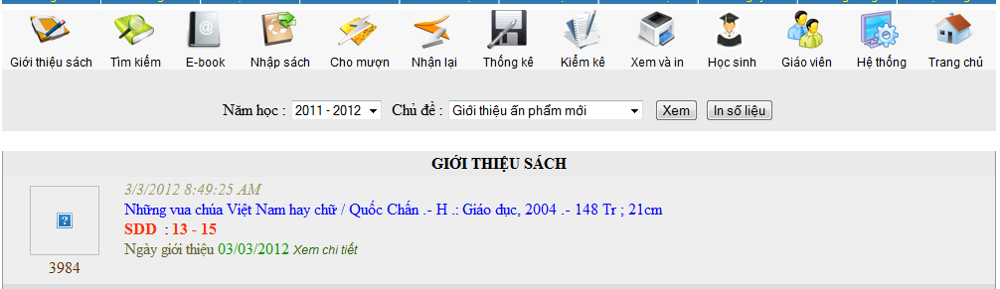 Giới thiệu sách Tìm kiếm E-book Nhập sách Cho mượn Nhận lại Thống kê Kiểm kê Xem và in Học sinh Giáo viên Hệ thống Trang chủ
Năm học : 2011 - 2012 Chủ đề : Giới thiệu ấn phẩm mới Xem In số liệu
GIỚI THIỆU SÁCH
3/3/2012 8:49:25 AM
Những vua chúa Việt Nam hay chữ / Quốc Chấn .- H .: Giáo dục, 2004 .- 148 Tr ; 21cm
SDD : 13 - 15
Ngày giới thiệu 03/03/2012 Xem chi tiết
3984